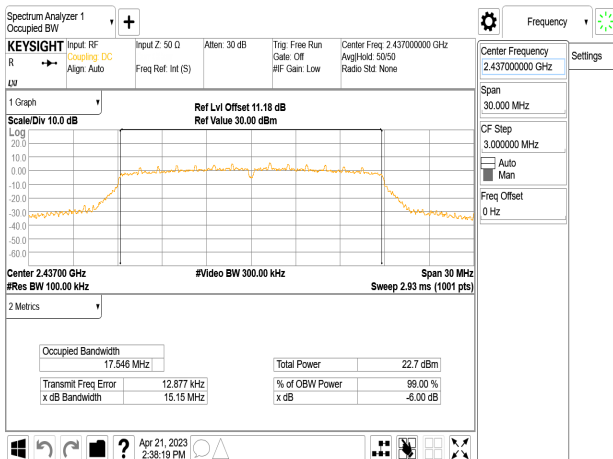 Spectrum Analyzer 1
Occupied BW
Frequency
KEYSIGHT
R
LXI
Input: RF
Coupling: DC
Align: Auto
Input Z: 50 Ω
Freq Ref: Int (S)
Atten: 30 dB
Trig: Free Run
Gate: Off
#IF Gain: Low
Center Freq: 2.437000000 GHz
Avg|Hold: 50/50
Radio Std: None
Center Frequency
2.437000000 GHz
Settings
Span
30.000 MHz
CF Step
3.000000 MHz
Auto
Man
Freq Offset
0 Hz
1 Graph
Scale/Div 10.0 dB
Ref Lvl Offset 11.18 dB
Ref Value 30.00 dBm
Log
20.0
10.0
0.00
-10.0
-20.0
-30.0
-40.0
-50.0
-60.0
Center 2.43700 GHz
#Video BW 300.00 kHz
Span 30 MHz
#Res BW 100.00 kHz
Sweep 2.93 ms (1001 pts)
2 Metrics
Occupied Bandwidth
17.546 MHz
Total Power 22.7 dBm
Transmit Freq Error 12.877 kHz
% of OBW Power 99.00 %
x dB Bandwidth 15.15 MHz
x dB -6.00 dB
?
Apr 21, 2023
2:38:19 PM